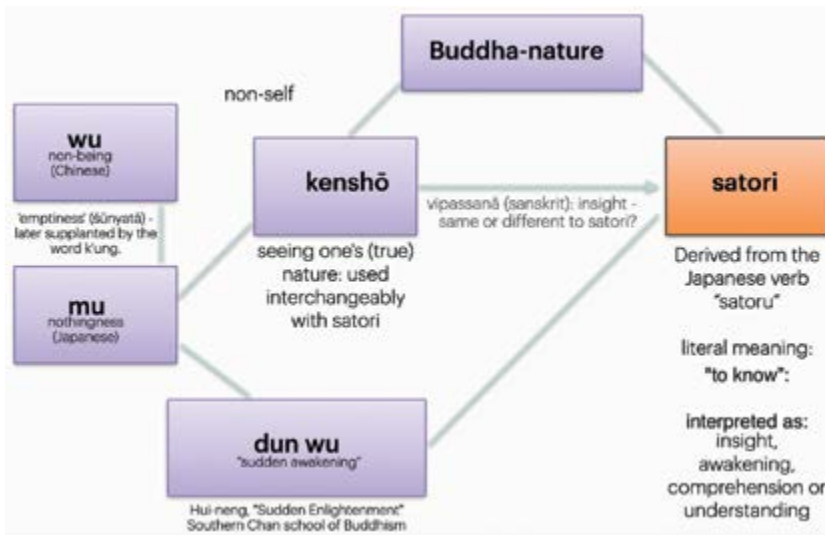 Buddha-nature
non-self
wu
non-being
(Chinese)
'emptiness' (śūnyatā) -
later supplanted by the
word k'ung.
mu
nothingness
(Japanese)
kenshō
seeing one's (true)
nature: used
interchangeably
with satori
vipassanā (sanskrit): insight -
same or different to satori?
satori
Derived from the
Japanese verb
"satoru"
literal meaning:
"to know":
interpreted as:
insight,
awakening,
comprehension or
understanding
dun wu
"sudden awakening"
Hui-neng, "Sudden Enlightenment"
Southern Chan school of Buddhism